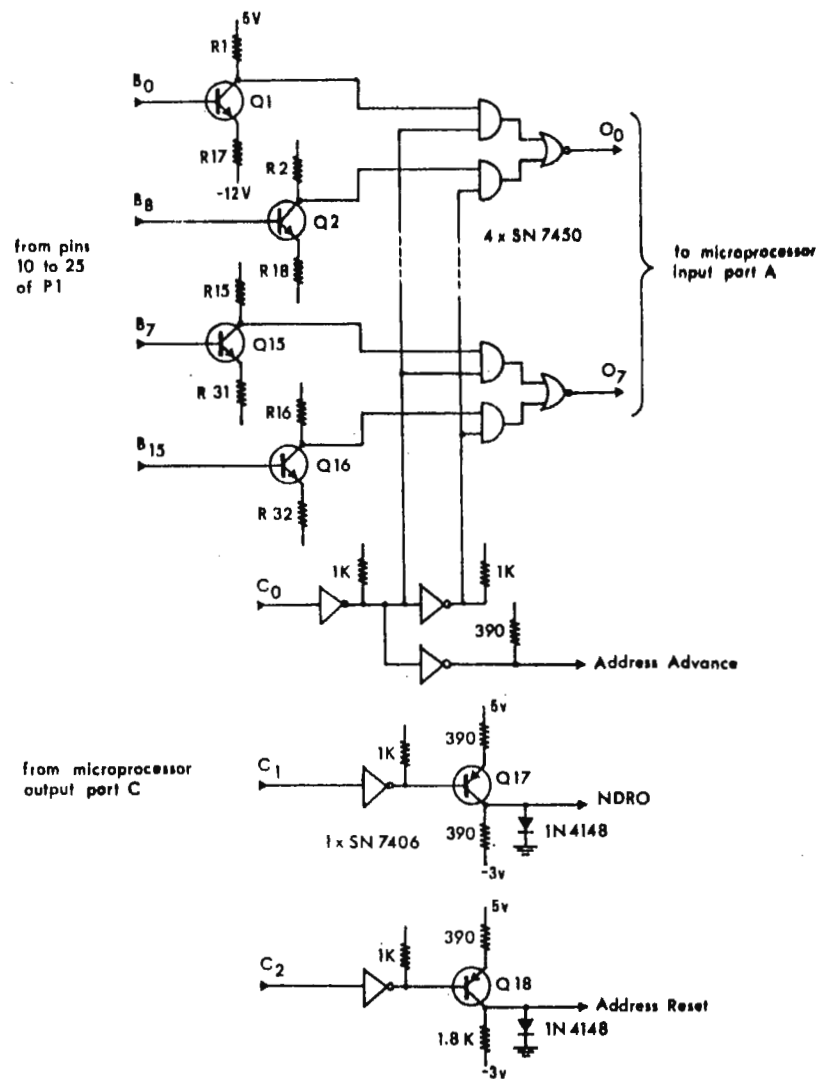 5V
R1
B0
Q1
R17
-12V
R2
B8
Q2
R18
from pins
10 to 25
of P1
O0
4 x SN 7450
to microprocessor
input port A
R15
B7
Q15
R 31
R16
B15
Q16
R 32
O7
C0
1K
1K
390
Address Advance
from microprocessor
output port C
C1
1K
1 x SN 7406
5v
390
Q17
NDRO
390
1N 4148
-3v
C2
1K
5v
390
Q18
Address Reset
1.8 K
1N 4148
-3v